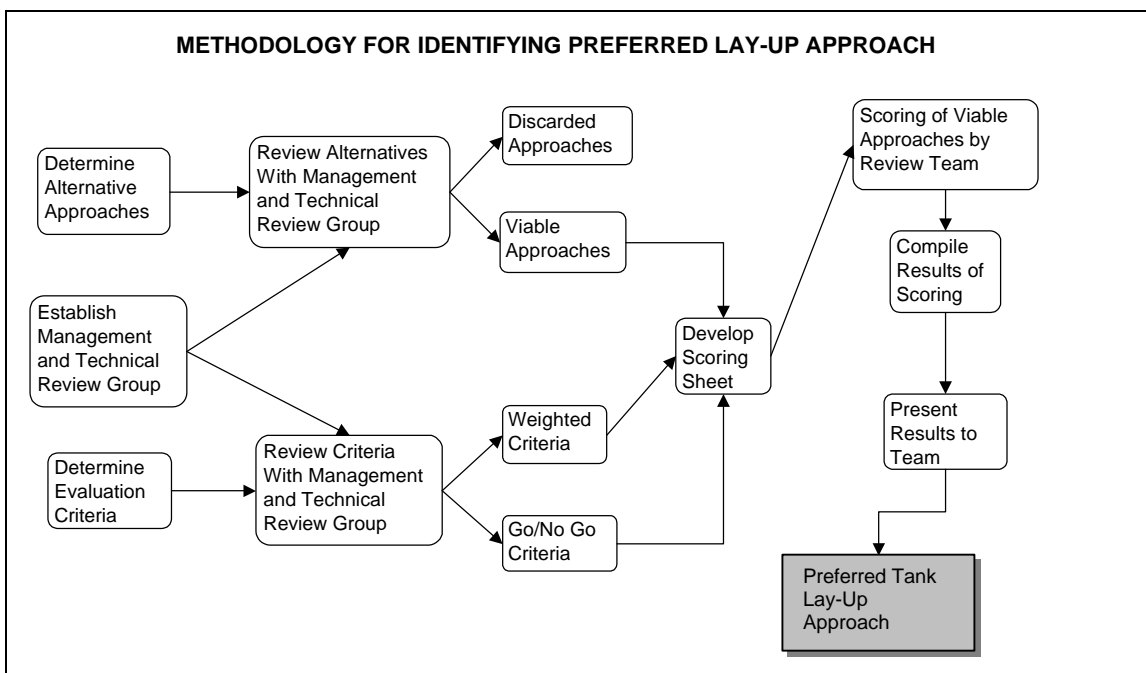 METHODOLOGY FOR IDENTIFYING PREFERRED LAY-UP APPROACH
Determine
Alternative
Approaches
Review Alternatives
With Management
and Technical
Review Group
Discarded
Approaches
Viable
Approaches
Establish
Management
and Technical
Review Group
Determine
Evaluation
Criteria
Review Criteria
With Management
and Technical
Review Group
Weighted
Criteria
Go/No Go
Criteria
Develop
Scoring
Sheet
Scoring of Viable
Approaches by
Review Team
Compile
Results of
Scoring
Present
Results to
Team
Preferred Tank
Lay-Up
Approach